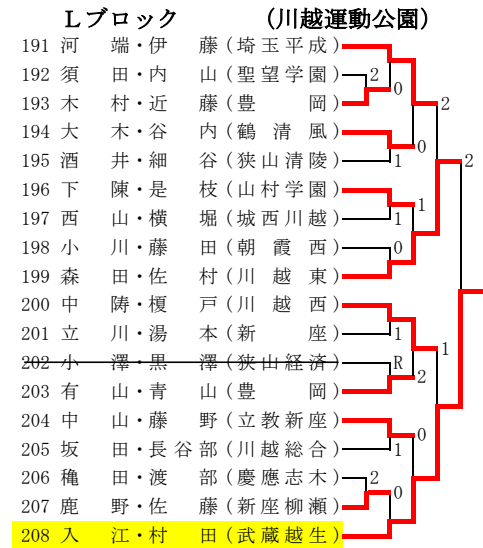 Lブロック (川越運動公園)
191 河 端・伊 藤(埼玉平成)
192 須 田・内 山(聖望学園) 2
193 木 村・近 藤(豊 岡) 0
194 大 木・谷 内(鶴 清 風) 2
195 酒 井・細 谷(狭山清陵) 1 0
196 下 陳・是 枝(山村学園) 2
197 西 山・横 堀(城西川越) 1 1
198 小 川・藤 田(朝 霞 西) 0
199 森 田・佐 村(川 越 東)
200 中 陦・榎 戸(川 越 西)
201 立 川・湯 本(新 座) 1 1
202 小 澤・黒 澤(狭山経済) R
203 有 山・青 山(豊 岡) 2
204 中 山・藤 野(立教新座) 0
205 坂 田・長谷部(川越総合) 1
206 穐 田・渡 部(慶應志木) 2
207 鹿 野・佐 藤(新座柳瀬) 0
208 入 江・村 田(武蔵越生)